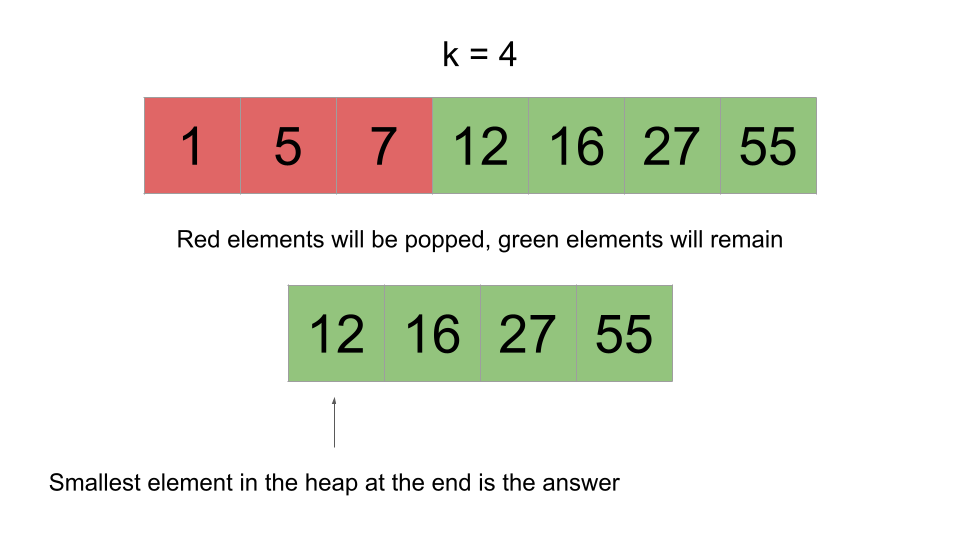 k = 4
1 5 7 12 16 27 55
Red elements will be popped, green elements will remain
12 16 27 55
Smallest element in the heap at the end is the answer